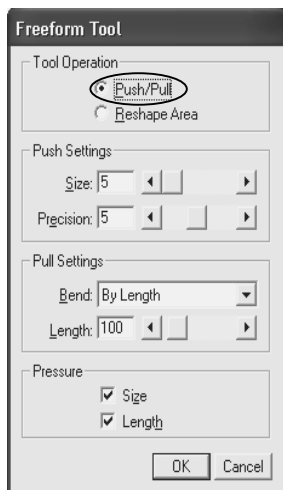 Freeform Tool
Tool Operation
Push/Pull
Reshape Area
Push Settings
Size: 5
Precision: 5
Pull Settings
Bend: By Length
Length: 100
Pressure
Size
Length
OK Cancel